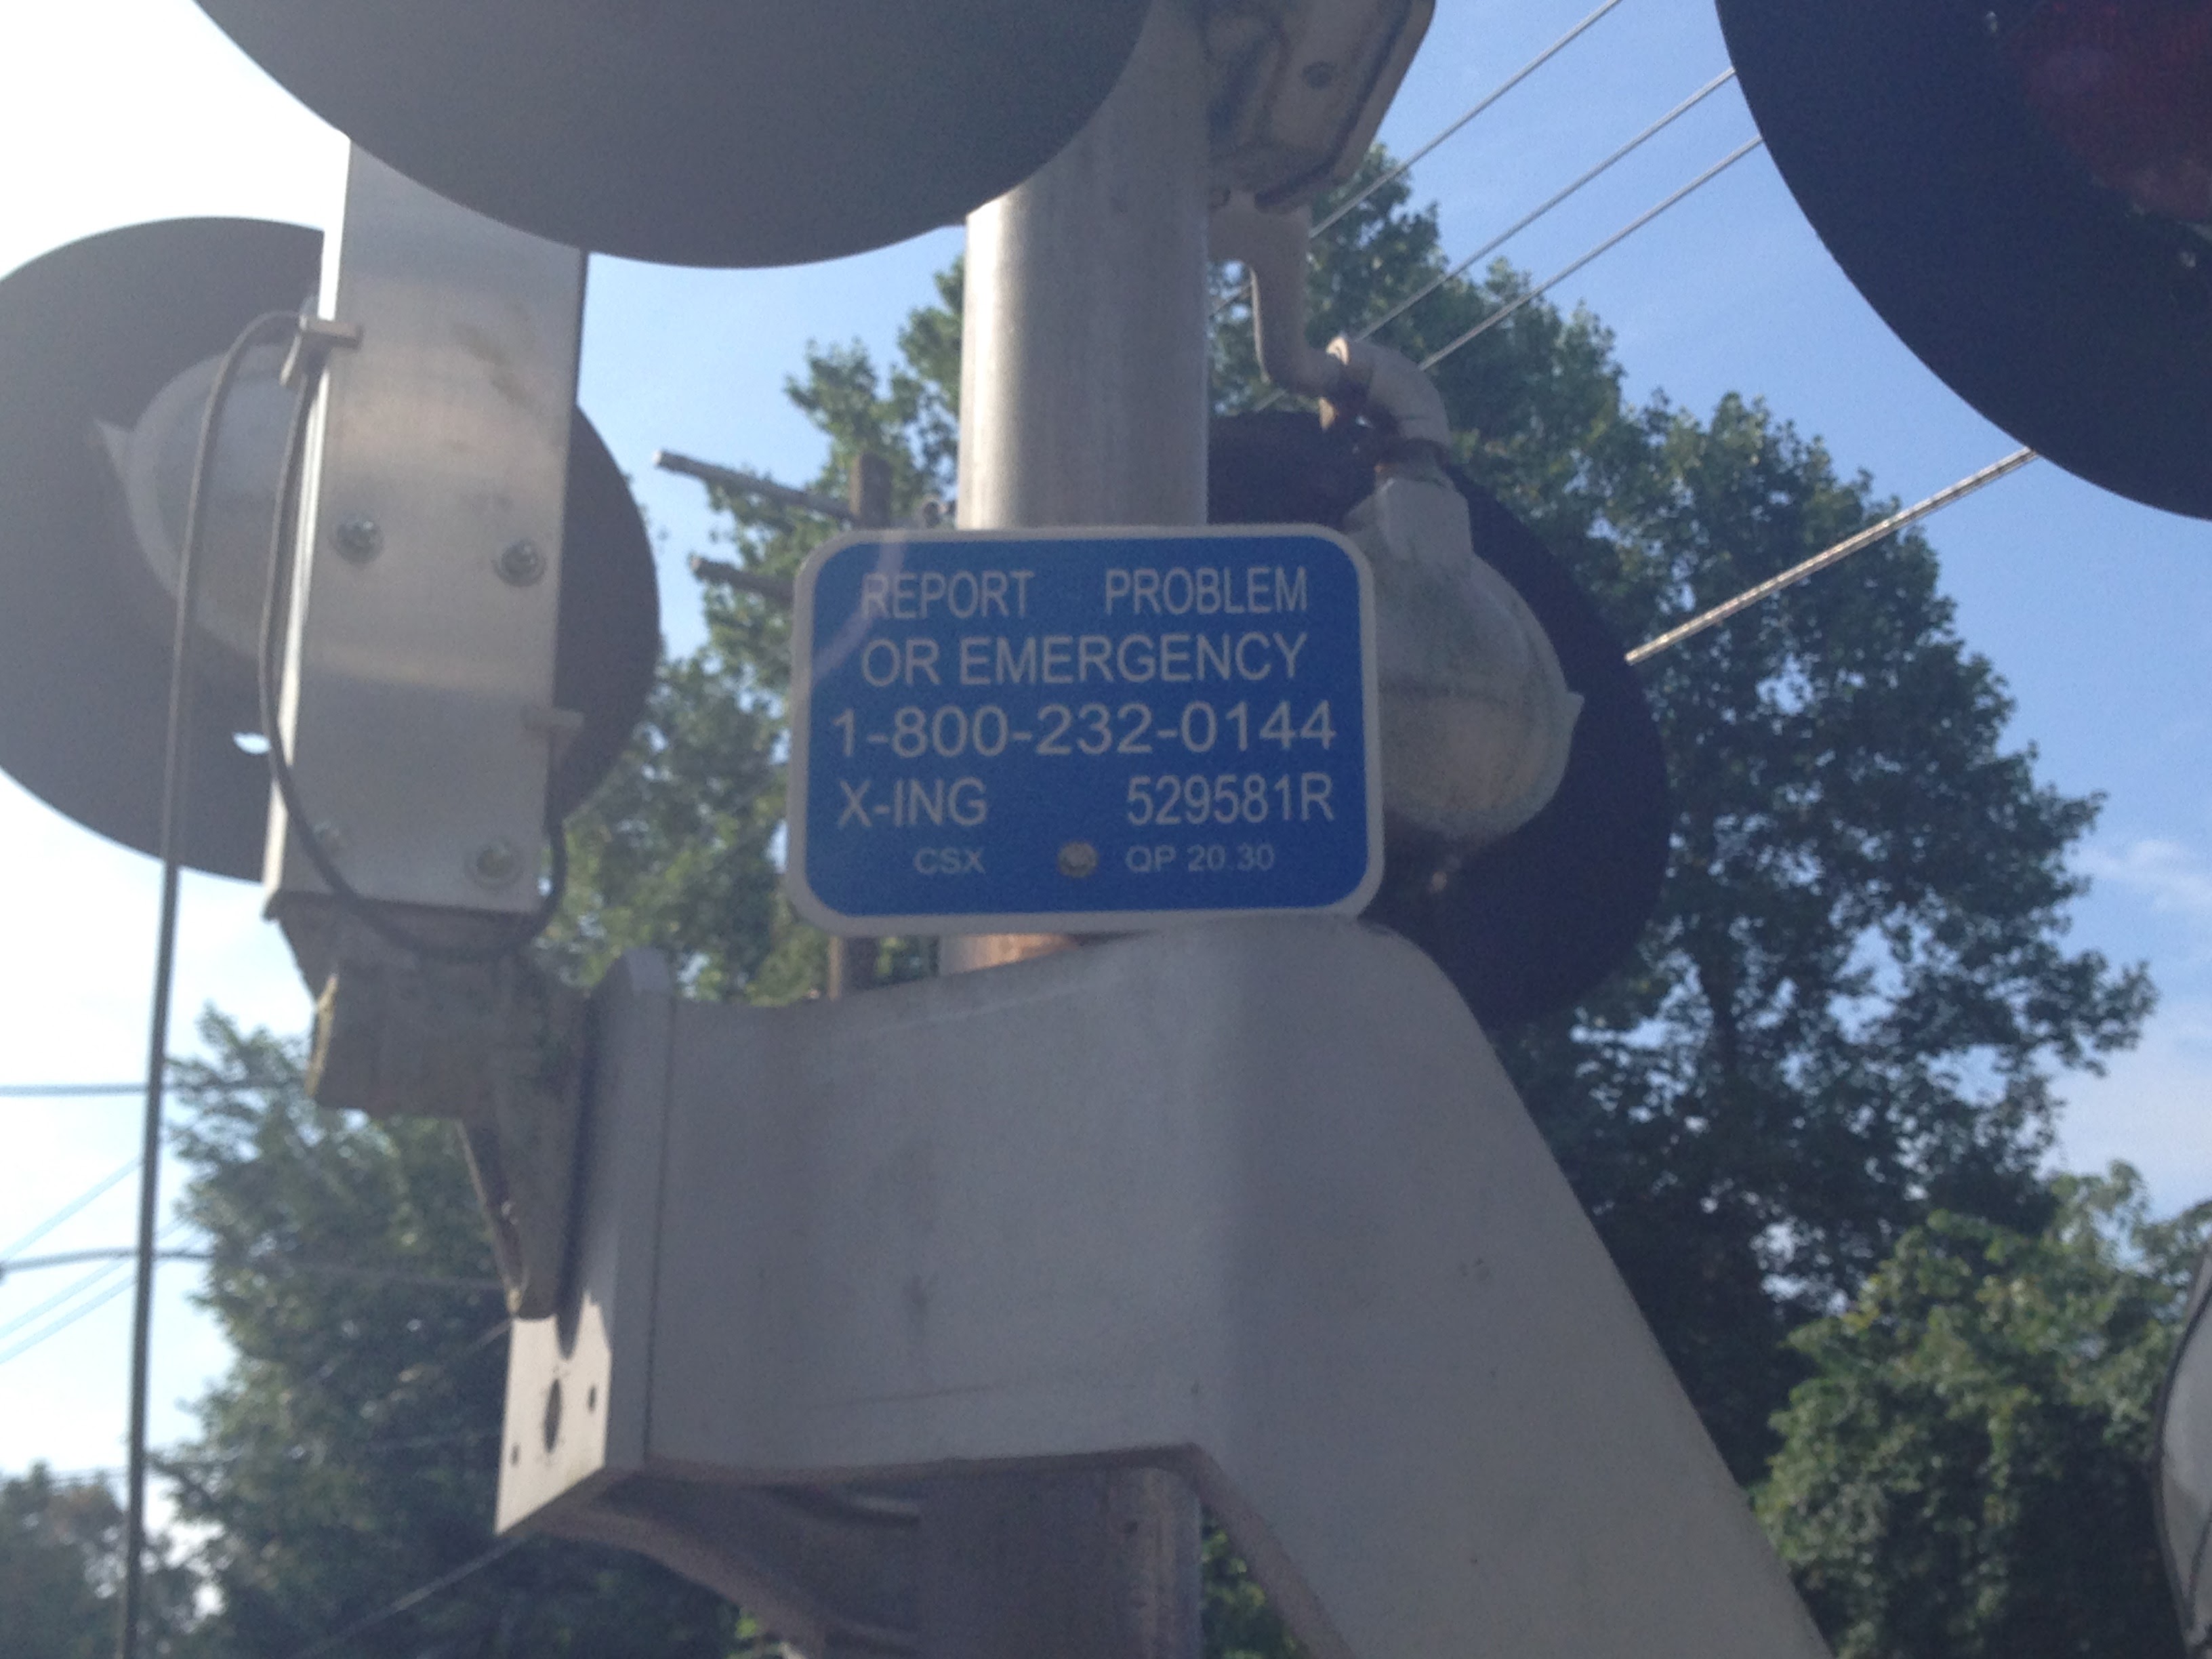 REPORT PROBLEM
OR EMERGENCY
1-800-232-0144
X-ING 529581R
CSX QP 20.30